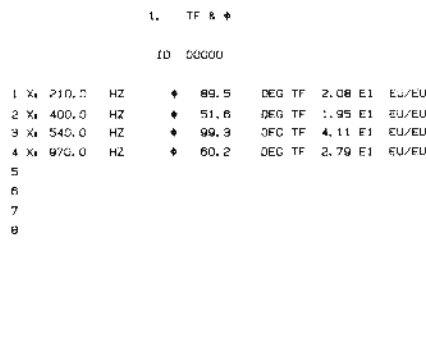 1. TF & ϕ
ID 00000
1 X: 210.0 HZ ϕ 89.5 DEG TF 2.08 E1 EU/EU
2 X: 400.0 HZ ϕ 51.6 DEG TF 1.95 E1 EU/EU
3 X: 540.0 HZ ϕ 99.3 DEG TF 4.11 E1 EU/EU
4 X: 970.0 HZ ϕ 60.2 DEG TF 2.79 E1 EU/EU
5
6
7
8